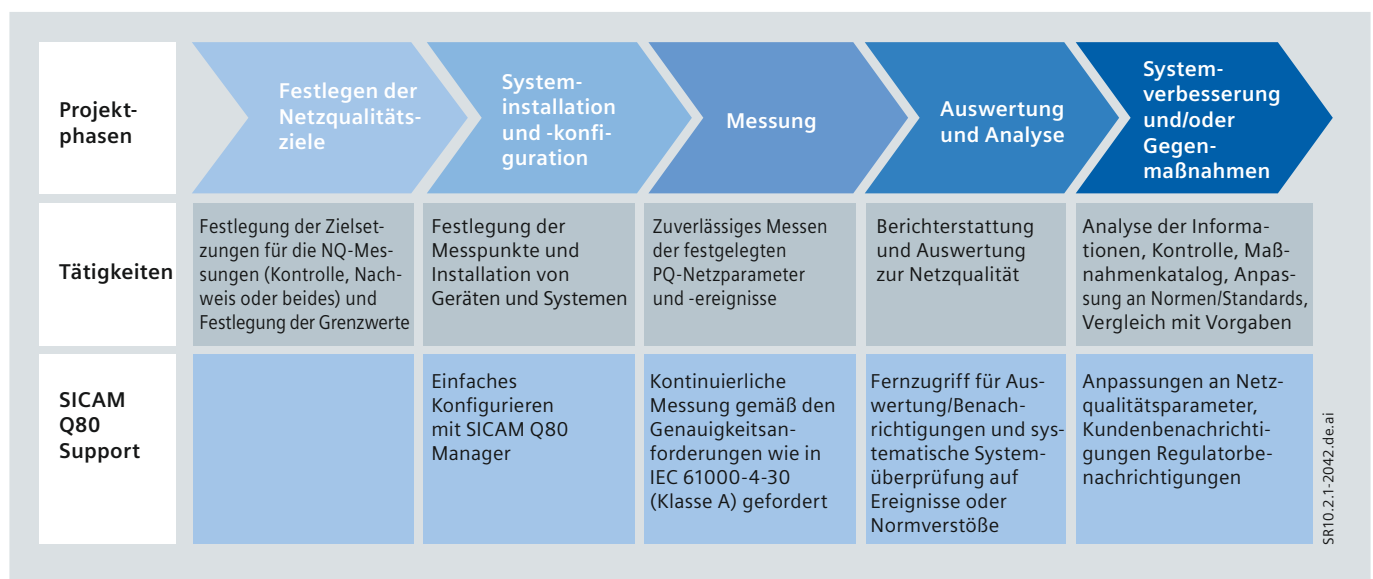 Projekt-
phasen
Festlegen der
Netzqualitäts-
ziele
System-
installation
und -konfi-
guration
Messung
Auswertung
und Analyse
System-
verbesserung
und/oder
Gegen-
maßnahmen
Tätigkeiten
Festlegung der Zielset-
zungen für die NQ-Mes-
sungen (Kontrolle, Nach-
weis oder beides) und
Festlegung der Grenzwerte
Festlegung der
Messpunkte und
Installation von
Geräten und Systemen
Zuverlässiges Messen
der festgelegten
PQ-Netzparameter
und -ereignisse
Berichterstattung
und Auswertung
zur Netzqualität
Analyse der Informa-
tionen, Kontrolle, Maß-
nahmenkatalog, Anpas-
sung an Normen/Standards,
Vergleich mit Vorgaben
SICAM
Q80
Support
Einfaches
Konfigurieren
mit SICAM Q80
Manager
Kontinuierliche
Messung gemäß den
Genauigkeitsan-
forderungen wie in
IEC 61000-4-30
(Klasse A) gefordert
Fernzugriff für Aus-
wertung/Benach-
richtigungen und sys-
tematische System-
überprüfung auf
Ereignisse oder
Normverstöße
Anpassungen an Netz-
qualitätsparameter,
Kundenbenachrichti-
gungen Regulatorbe-
nachrichtigungen
SR10.2.1-2042.de.ai